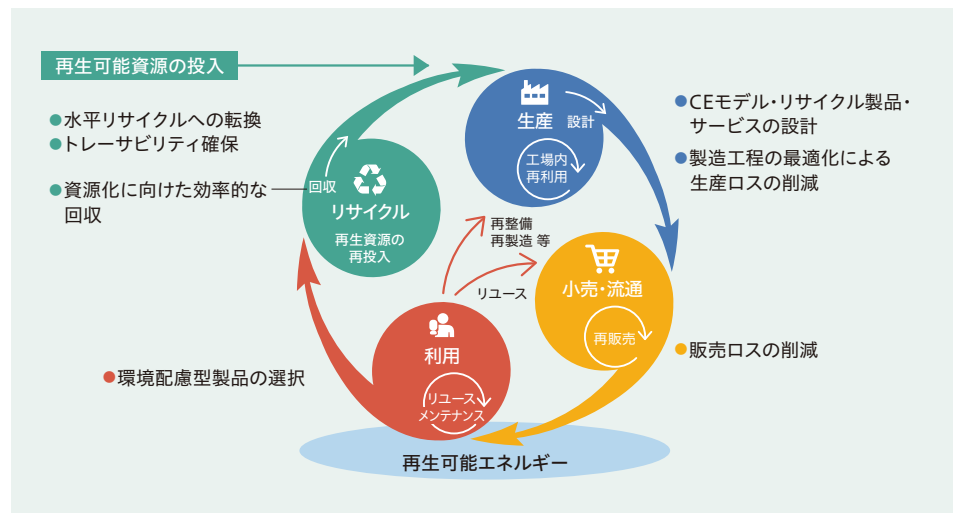 再生可能資源の投入
●水平リサイクルへの転換
●トレーサビリティ確保
●資源化に向けた効率的な
回収
回収
リサイクル
再生資源の
再投入
生産
設計
工場内
再利用
●CEモデル・リサイクル製品・
サービスの設計
●製造工程の最適化による
生産ロスの削減
再整備
再製造 等
リユース
小売・流通
再販売
●販売ロスの削減
利用
リユース
メンテナンス
●環境配慮型製品の選択
再生可能エネルギー